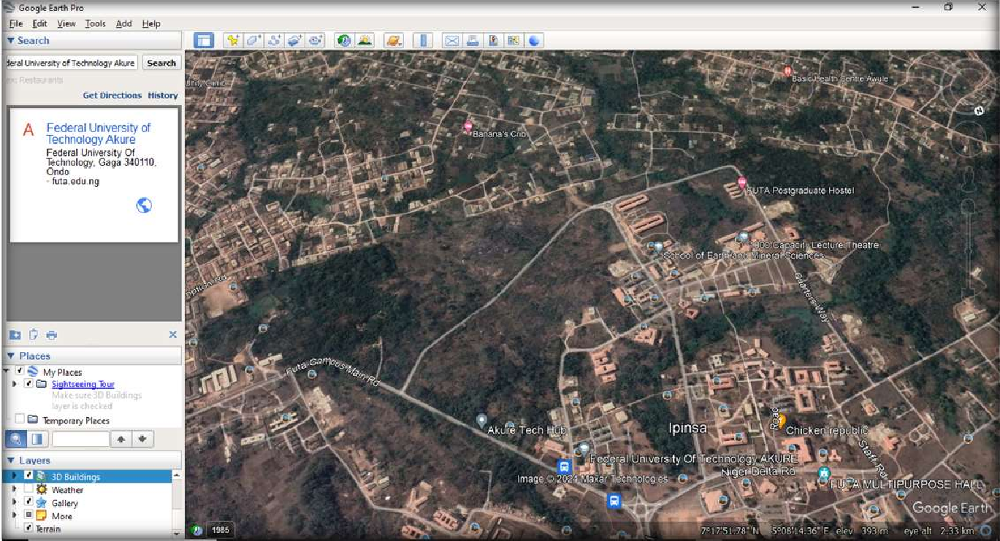 Google Earth Pro
File Edit View Tools Add Help
Search
deral University of Technology Akure Search
ex: Restaurants
Get Directions History
A Federal University of
Technology Akure
Federal University Of
Technology, Gaga 340110,
Ondo
- futa.edu.ng
Places
My Places
Sightseeing Tour
Make sure 3D Buildings
layer is checked
Temporary Places
Layers
3D Buildings
Weather
Gallery
More
Terrain
Unity Clinic
Basic Health Centre Awule
N
Banana's Crib
FUTA Postgraduate Hostel
1000 Capacity Lecture Theatre
School of Earth and Mineral Sciences
mption Rd
Quarters Way
Futa Campus Main Rd
Akure Tech Hub
Ipinsa
Road
Chicken republic
Staff Rd
Federal University Of Technology AKURE
Niger Delta Rd
Image © 2024 Maxar Technologies
FUTA MULTIPURPOSE HALL
Google Earth
1985
7°17'51.78" N 5°08'14.36" E elev 393 m eye alt 2.33 km